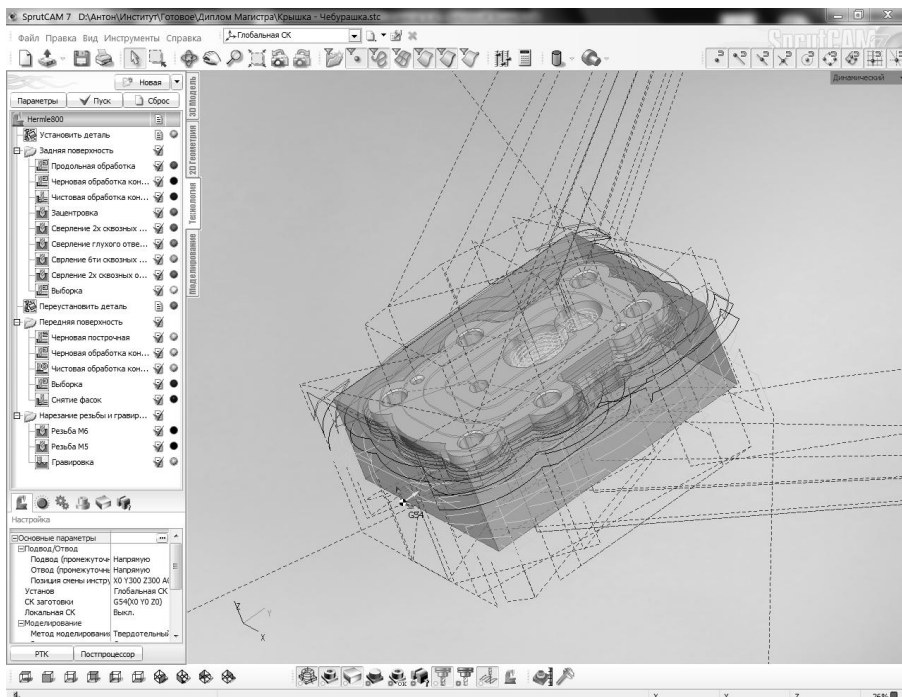 SprutCAM 7 D:\Антон\Институт\Готовое\Диплом Магистра\Крышка - Чебурашка.stc
Файл Правка Вид Инструменты Справка
Глобальная СК
SprutCAM
Динамический
Новая
Параметры Пуск Сброс
3D Модель
2D Геометрия
Технология
Моделирование
Hermle800
Установить деталь
Задняя поверхность
Продольная обработка
Черновая обработка кон...
Чистовая обработка кон...
Зацентровка
Сверление 2х сквозных ...
Сверление глухого отве...
Сврление 6ти сквозных ...
Сврление 2х сквозных о...
Выборка
Переустановить деталь
Передняя поверхность
Черновая построчная
Черновая обработка кон...
Чистовая обработка кон...
Выборка
Снятие фасок
Нарезание резьбы и гравир...
Резьба М6
Резьба М5
Гравировка
G54
Z
Y
X
Настройка
Основные параметры
Подвод/Отвод
Подвод (промежуточн Напрямую
Отвод (промежуточны Напрямую
Позиция смены инстру X0 Y300 Z300 A(
Установ Глобальная СК
СК заготовки G54(X0 Y0 Z0)
Локальная СК Выкл.
Моделирование
Метод моделировани Твердотельны
РТК Постпроцессор
X Y Z 26%